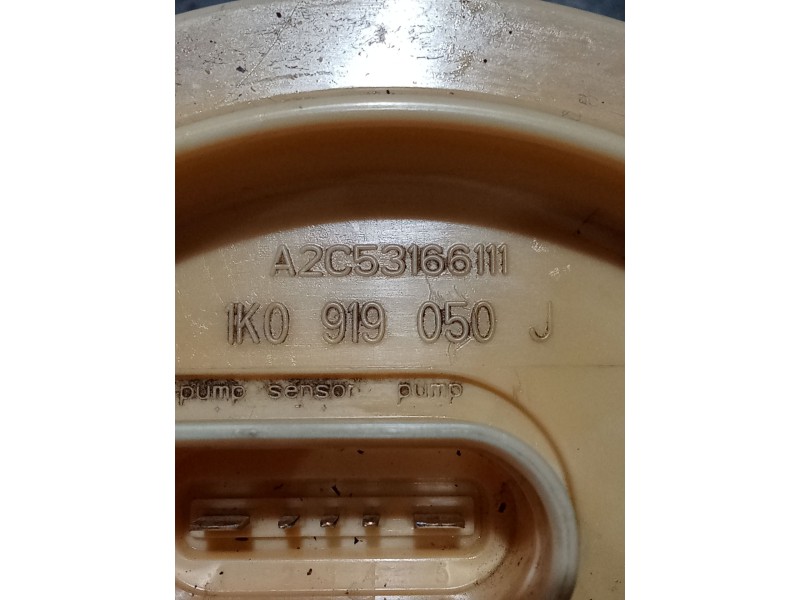 A2C53166111
1K0 919 050 J
pump sensor pump